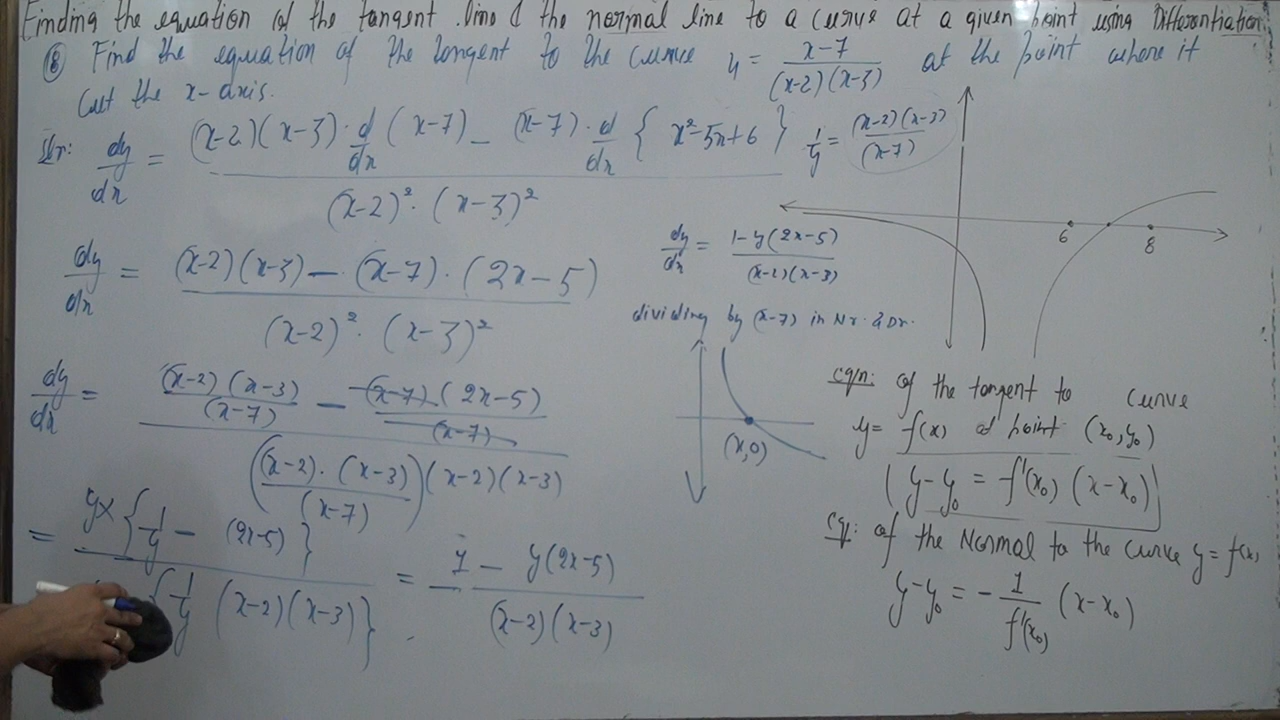 Finding the equation of the tangent line & the normal line to a curve at a given point using Differentiation
⑧ Find the equation of the tangent to the curve y = (x-7)/((x-2)(x-3)) at the point where it
cut the x-axis.
Sol: dy/dx = ((x-2)(x-3)·d/dx(x-7) - (x-7)·d/dx{x²-5x+6})/((x-2)²·(x-3)²)
1/y = (x-2)(x-3)/(x-7)
6 8
dy/dx = ((x-2)(x-3) - (x-7)·(2x-5))/((x-2)²·(x-3)²)
dy/dx = (1-y(2x-5))/((x-2)(x-3))
dividing by (x-7) in Nr. & Dr.
dy/dx = ((x-2)(x-3)/(x-7) - (x-7)(2x-5)/(x-7))/(((x-2)·(x-3)/(x-7))(x-2)(x-3))
(x,0)
= y×{1/y - (2x-5)}/{1/y (x-2)(x-3)} = (1 - y(2x-5))/((x-2)(x-3))
eqn: of the tangent to curve
y = f(x) at point (x₀,y₀)
y-y₀ = f'(x₀)(x-x₀)
eq: of the Normal to the curve y = f(x)
y-y₀ = -1/f'(x₀) (x-x₀)